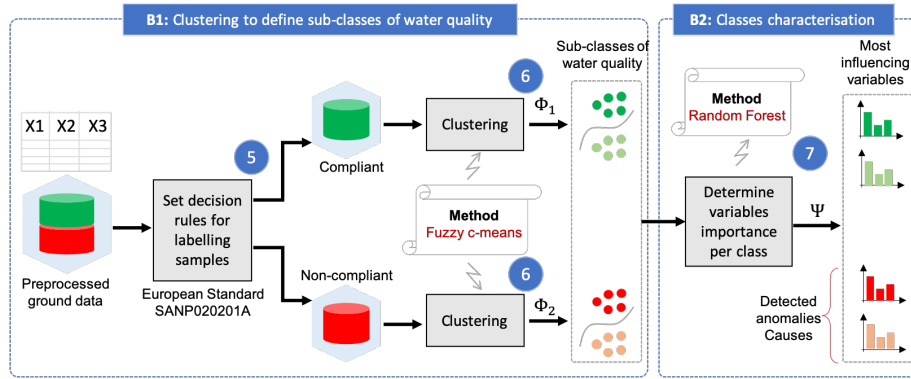 B1: Clustering to define sub-classes of water quality
B2: Classes characterisation
X1 X2 X3
Preprocessed
ground data
5
Set decision
rules for
labelling
samples
European Standard
SANP020201A
Compliant
Non-compliant
6
Clustering
Φ1
Method
Fuzzy c-means
6
Clustering
Φ2
Sub-classes of
water quality
Method
Random Forest
7
Determine
variables
importance
per class
Ψ
Most
influencing
variables
Detected
anomalies
Causes